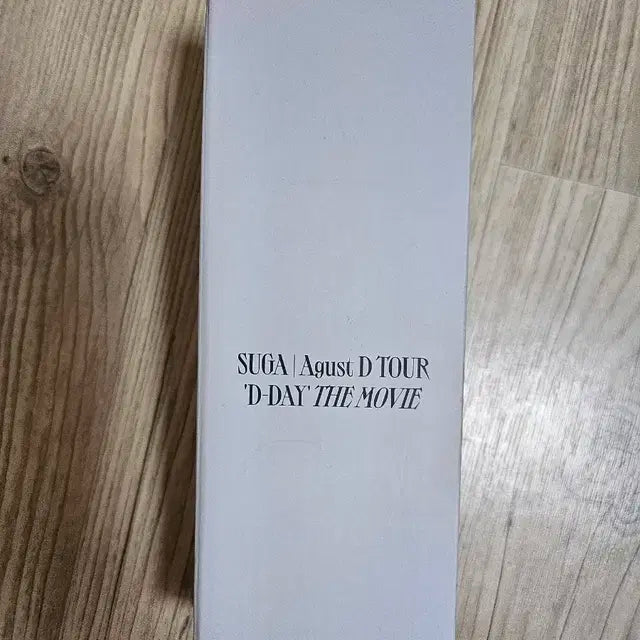 SUGA | Agust D TOUR
'D-DAY' THE MOVIE